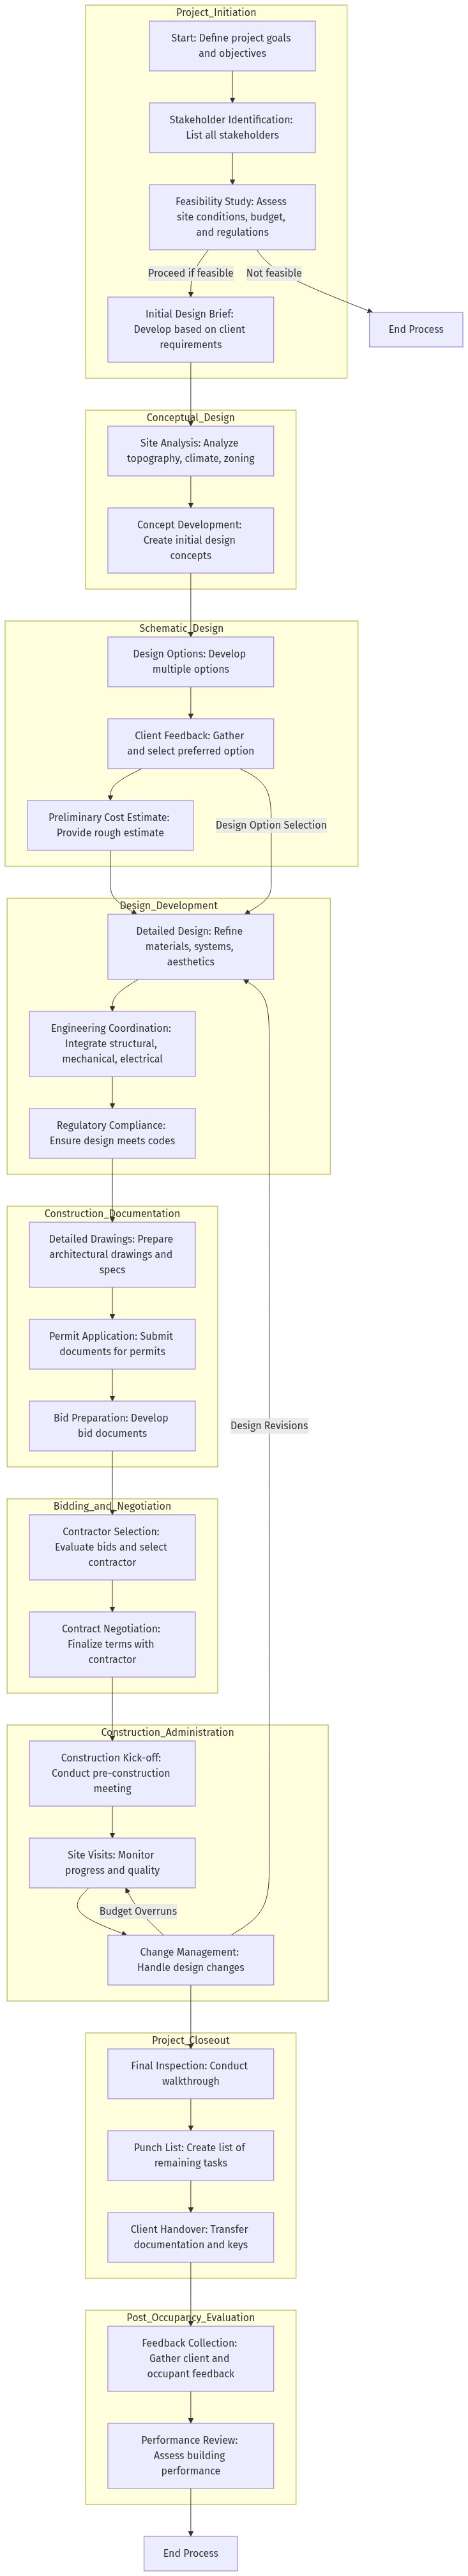 Project_Initiation
Start: Define project goals
and objectives
Stakeholder Identification:
List all stakeholders
Feasibility Study: Assess
site conditions, budget,
and regulations
Proceed if feasible
Not feasible
Initial Design Brief:
Develop based on client
requirements
End Process
Conceptual_Design
Site Analysis: Analyze
topography, climate, zoning
Concept Development:
Create initial design
concepts
Schematic_Design
Design Options: Develop
multiple options
Client Feedback: Gather
and select preferred option
Preliminary Cost Estimate:
Provide rough estimate
Design Option Selection
Design_Development
Detailed Design: Refine
materials, systems,
aesthetics
Engineering Coordination:
Integrate structural,
mechanical, electrical
Regulatory Compliance:
Ensure design meets codes
Construction_Documentation
Detailed Drawings: Prepare
architectural drawings and
specs
Permit Application: Submit
documents for permits
Bid Preparation: Develop
bid documents
Design Revisions
Bidding_and_Negotiation
Contractor Selection:
Evaluate bids and select
contractor
Contract Negotiation:
Finalize terms with
contractor
Construction_Administration
Construction Kick-off:
Conduct pre-construction
meeting
Site Visits: Monitor
progress and quality
Budget Overruns
Change Management:
Handle design changes
Project_Closeout
Final Inspection: Conduct
walkthrough
Punch List: Create list of
remaining tasks
Client Handover: Transfer
documentation and keys
Post_Occupancy_Evaluation
Feedback Collection:
Gather client and
occupant feedback
Performance Review:
Assess building
performance
End Process